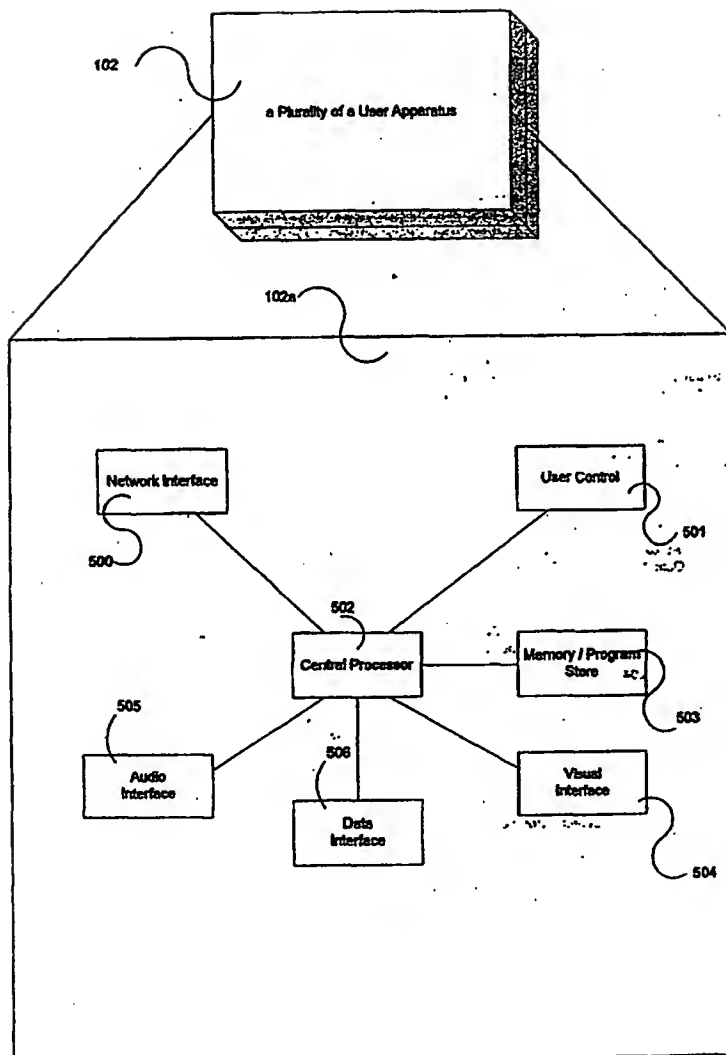 102
a Plurality of a User Apparatus
102a
Network Interface
User Control
500
501
502
Central Processor
Memory / Program
Store
503
505
Audio
Interface
506
Data
Interface
Visual
Interface
504